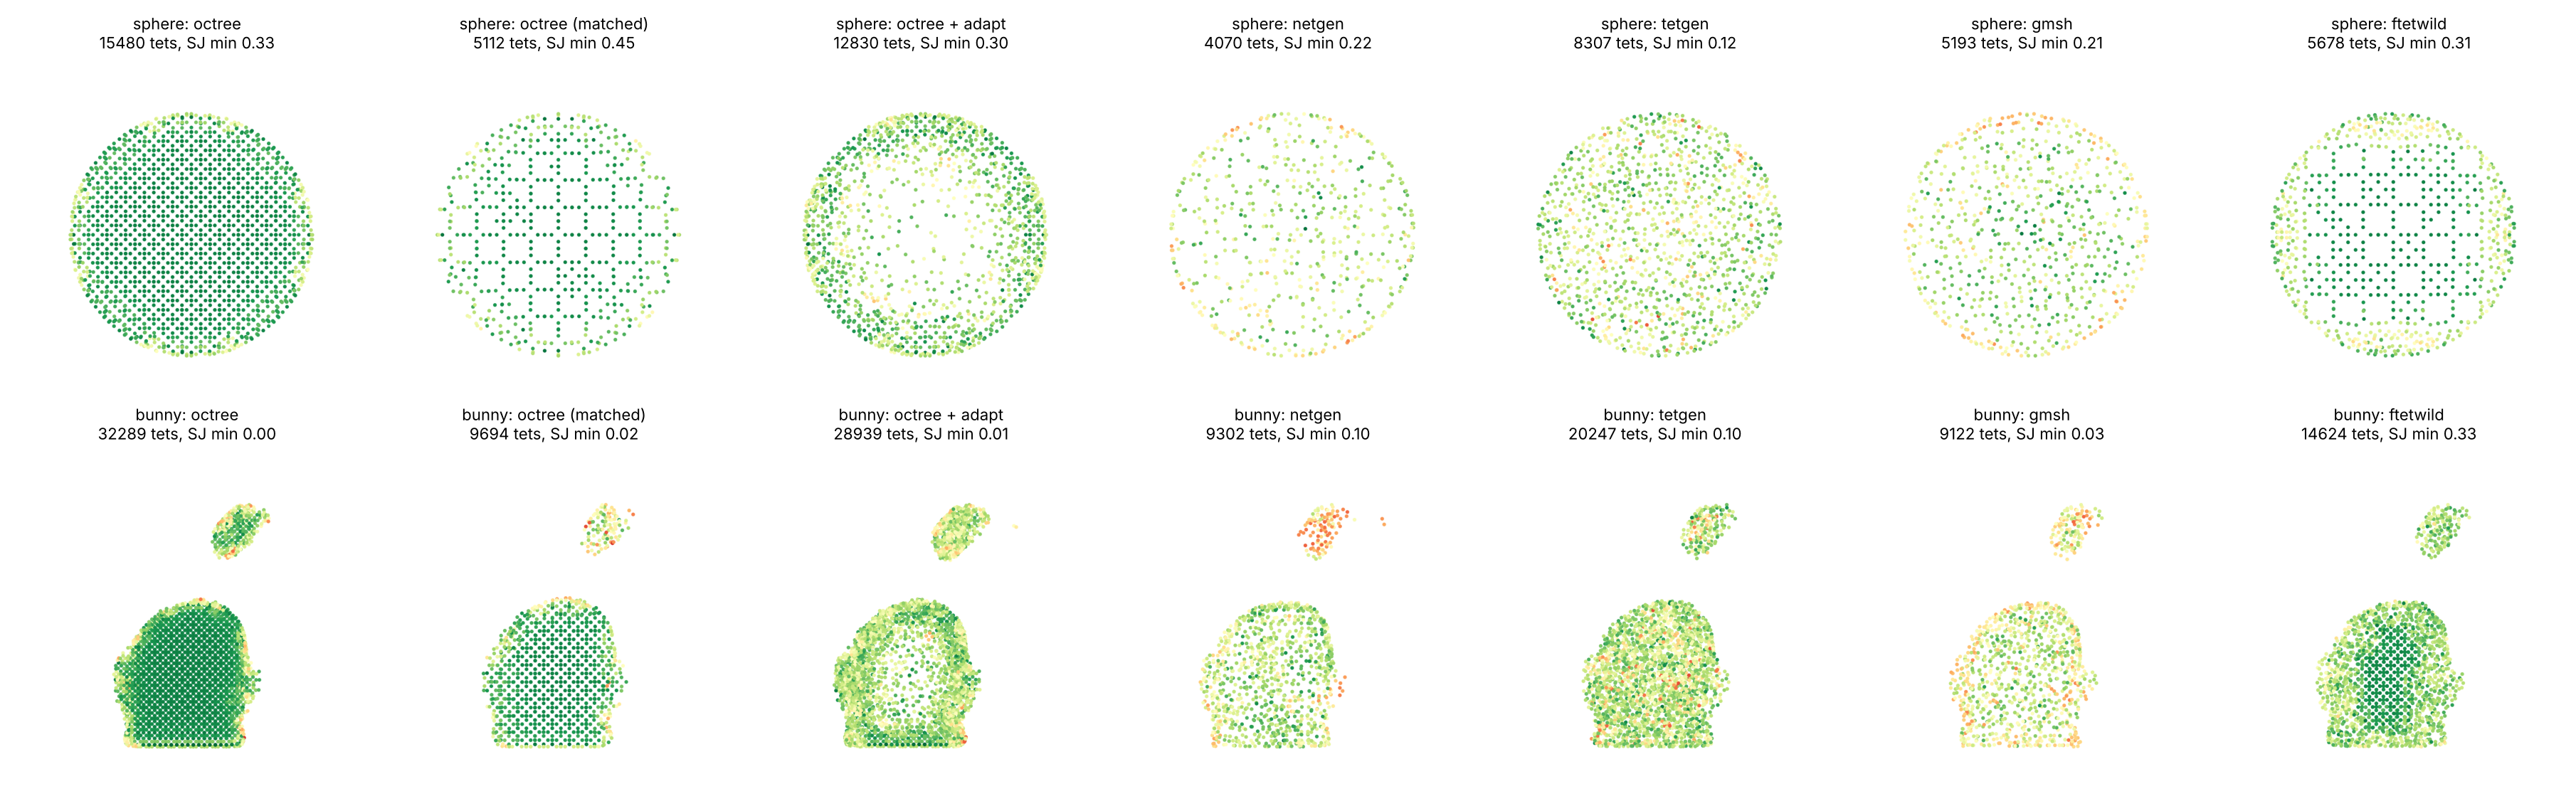 sphere: octree
15480 tets, SJ min 0.33
sphere: octree (matched)
5112 tets, SJ min 0.45
sphere: octree + adapt
12830 tets, SJ min 0.30
sphere: netgen
4070 tets, SJ min 0.22
sphere: tetgen
8307 tets, SJ min 0.12
sphere: gmsh
5193 tets, SJ min 0.21
sphere: ftetwild
5678 tets, SJ min 0.31
bunny: octree
32289 tets, SJ min 0.00
bunny: octree (matched)
9694 tets, SJ min 0.02
bunny: octree + adapt
28939 tets, SJ min 0.01
bunny: netgen
9302 tets, SJ min 0.10
bunny: tetgen
20247 tets, SJ min 0.10
bunny: gmsh
9122 tets, SJ min 0.03
bunny: ftetwild
14624 tets, SJ min 0.33